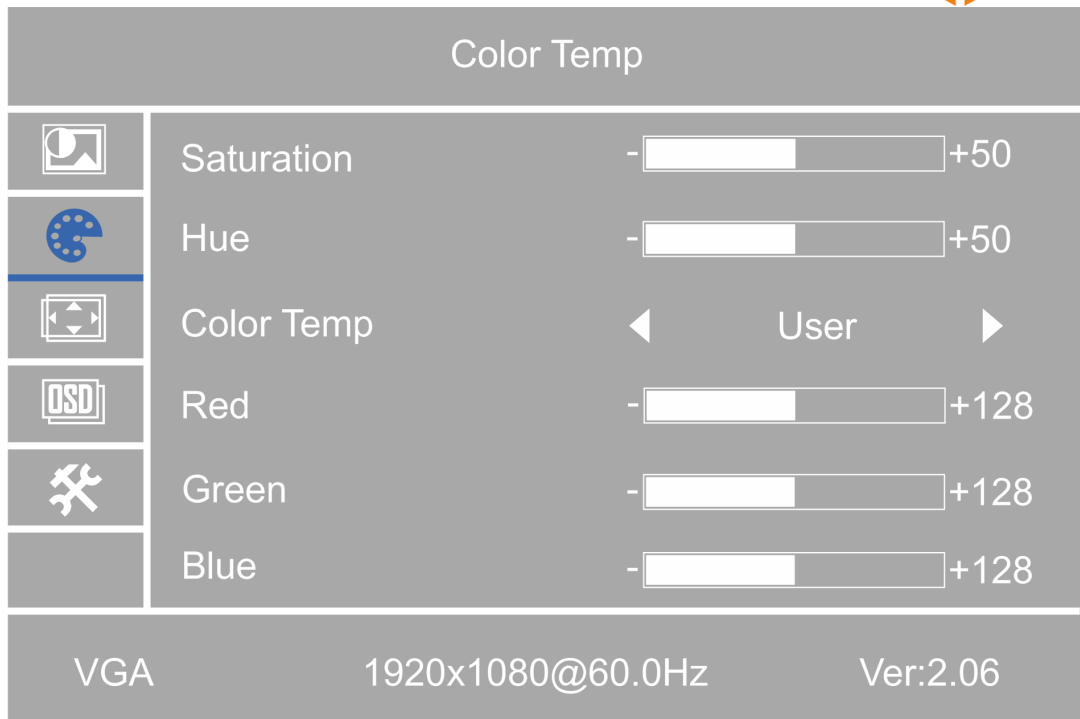 Color Temp
Saturation - +50
Hue - +50
Color Temp User
OSD
Red - +128
Green - +128
Blue - +128
VGA 1920x1080@60.0Hz Ver:2.06